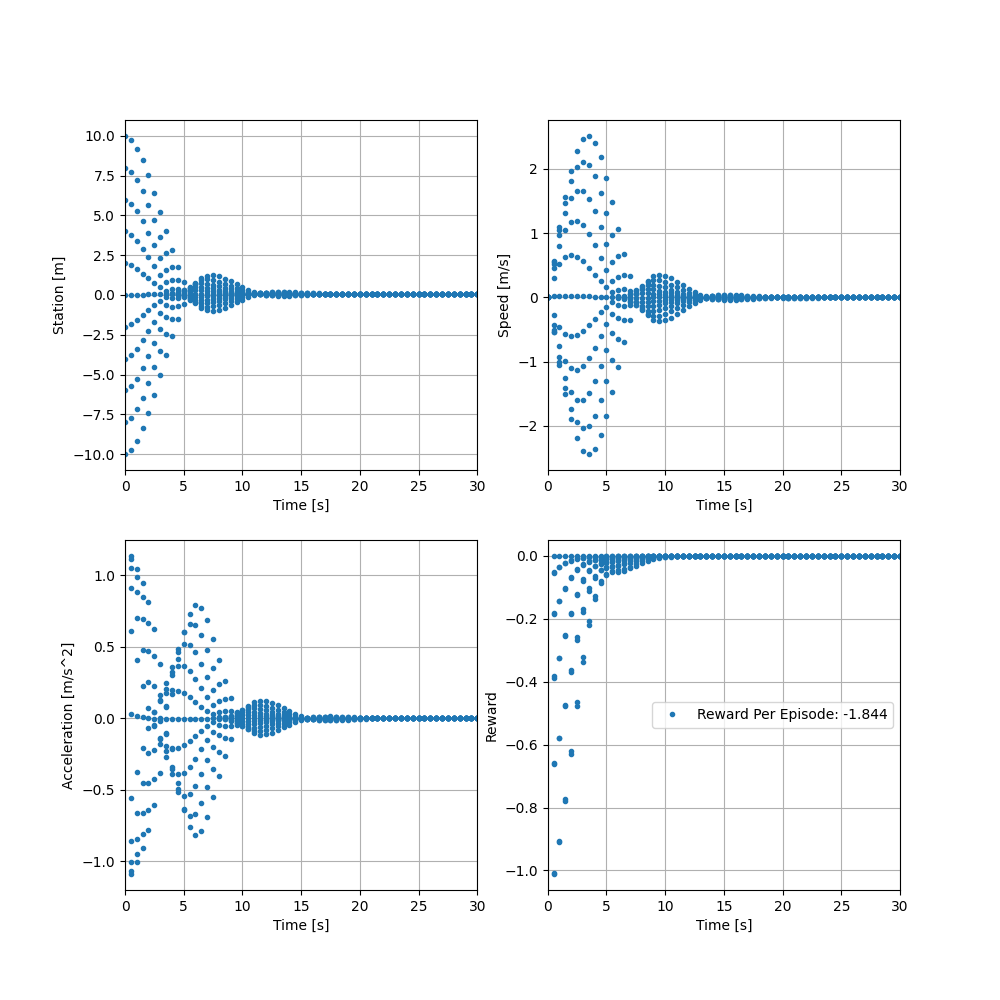 10.0
7.5
5.0
2.5
0.0
−2.5
−5.0
−7.5
−10.0
Station [m]
0 5 10 15 20 25 30
Time [s]
2
1
0
−1
−2
Speed [m/s]
0 5 10 15 20 25 30
Time [s]
1.0
0.5
0.0
−0.5
−1.0
Acceleration [m/s^2]
0 5 10 15 20 25 30
Time [s]
0.0
−0.2
−0.4
−0.6
−0.8
−1.0
Reward
Reward Per Episode: -1.844
0 5 10 15 20 25 30
Time [s]